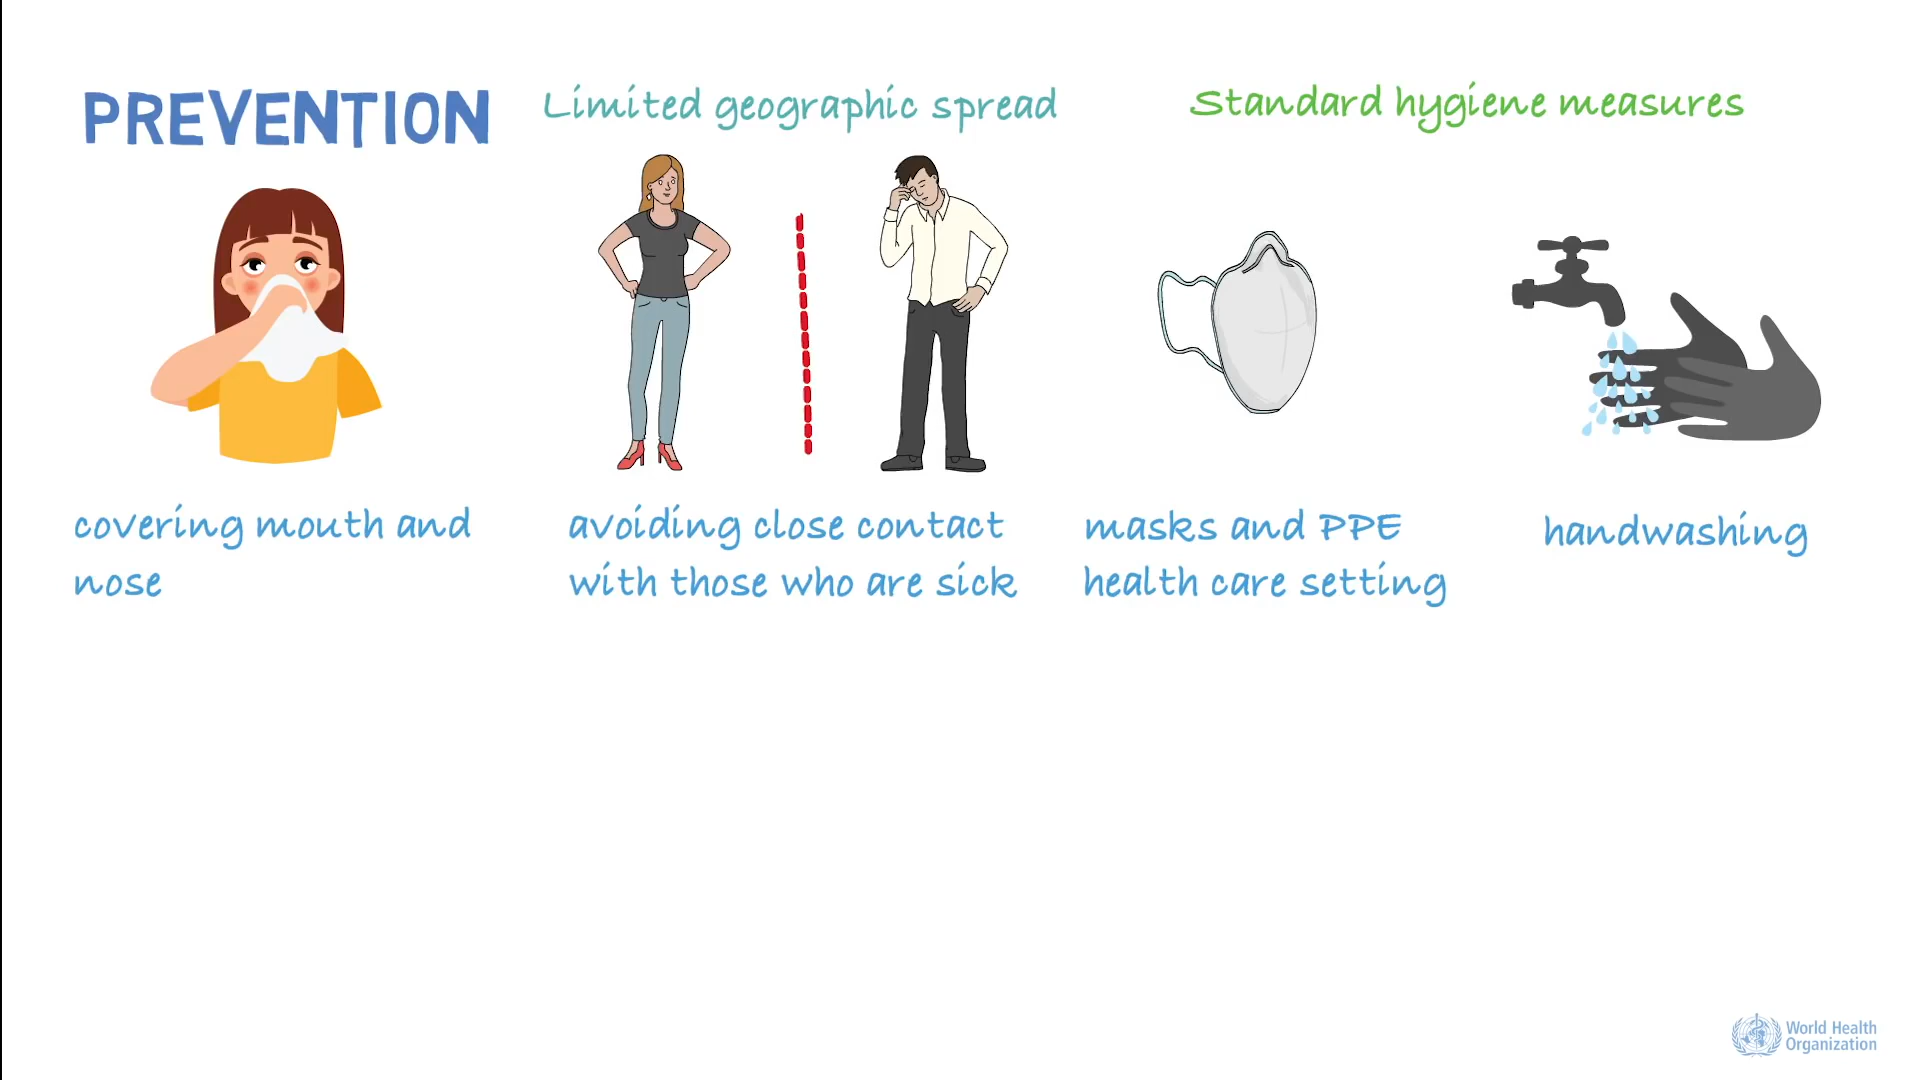 PREVENTION
Limited geographic spread
Standard hygiene measures
covering mouth and
nose
avoiding close contact
with those who are sick
masks and PPE
health care setting
handwashing
World Health
Organization